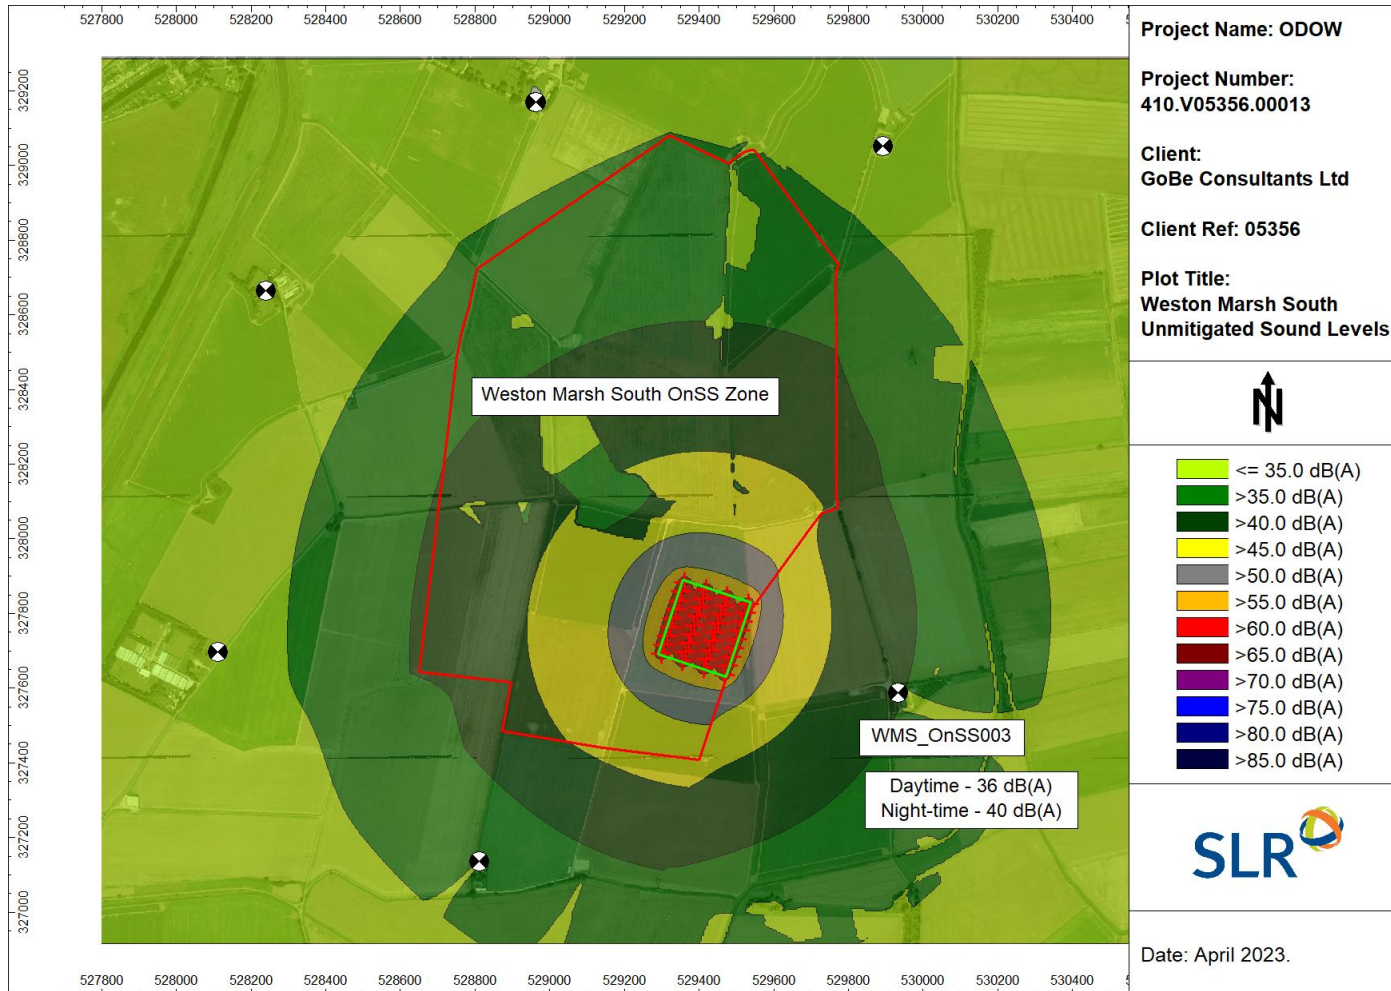 527800 528000 528200 528400 528600 528800 529000 529200 529400 529600 529800 530000 530200 530400
329200
329000
328800
328600
328400
328200
328000
327800
327600
327400
327200
327000
Weston Marsh South OnSS Zone
WMS_OnSS003
Daytime - 36 dB(A)
Night-time - 40 dB(A)
527800 528000 528200 528400 528600 528800 529000 529200 529400 529600 529800 530000 530200 530400
Project Name: ODOW
Project Number:
410.V05356.00013
Client:
GoBe Consultants Ltd
Client Ref: 05356
Plot Title:
Weston Marsh South
Unmitigated Sound Levels
N
<= 35.0 dB(A)
>35.0 dB(A)
>40.0 dB(A)
>45.0 dB(A)
>50.0 dB(A)
>55.0 dB(A)
>60.0 dB(A)
>65.0 dB(A)
>70.0 dB(A)
>75.0 dB(A)
>80.0 dB(A)
>85.0 dB(A)
SLR
Date: April 2023.